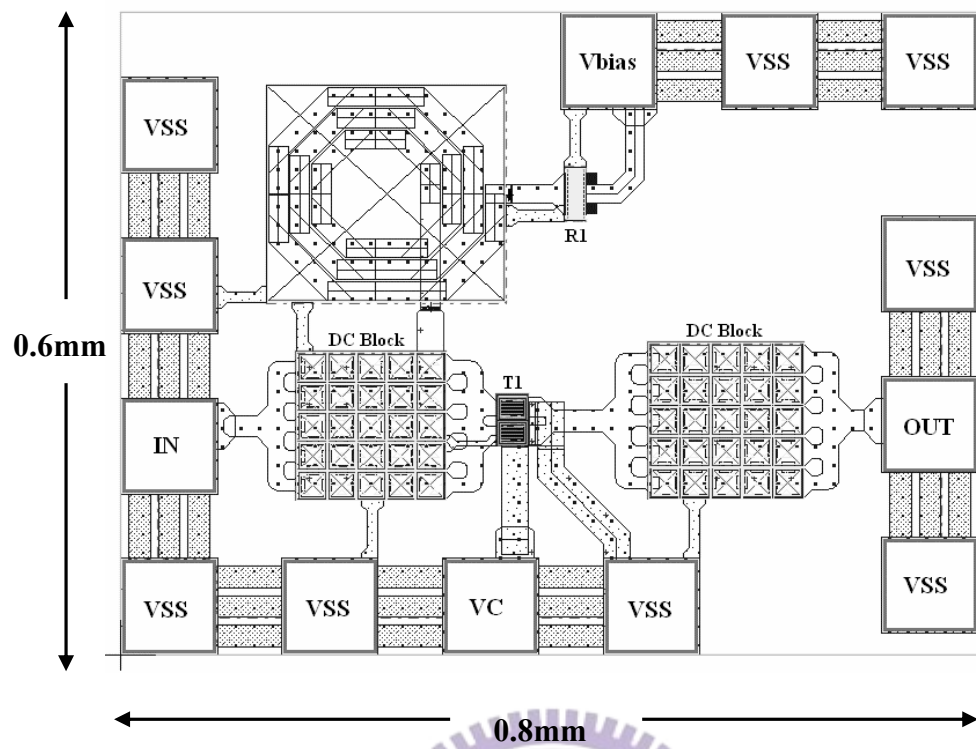 Vbias VSS VSS
VSS
R1
VSS VSS
0.6mm
DC Block DC Block
T1
IN OUT
VSS
VSS VSS VC VSS
0.8mm